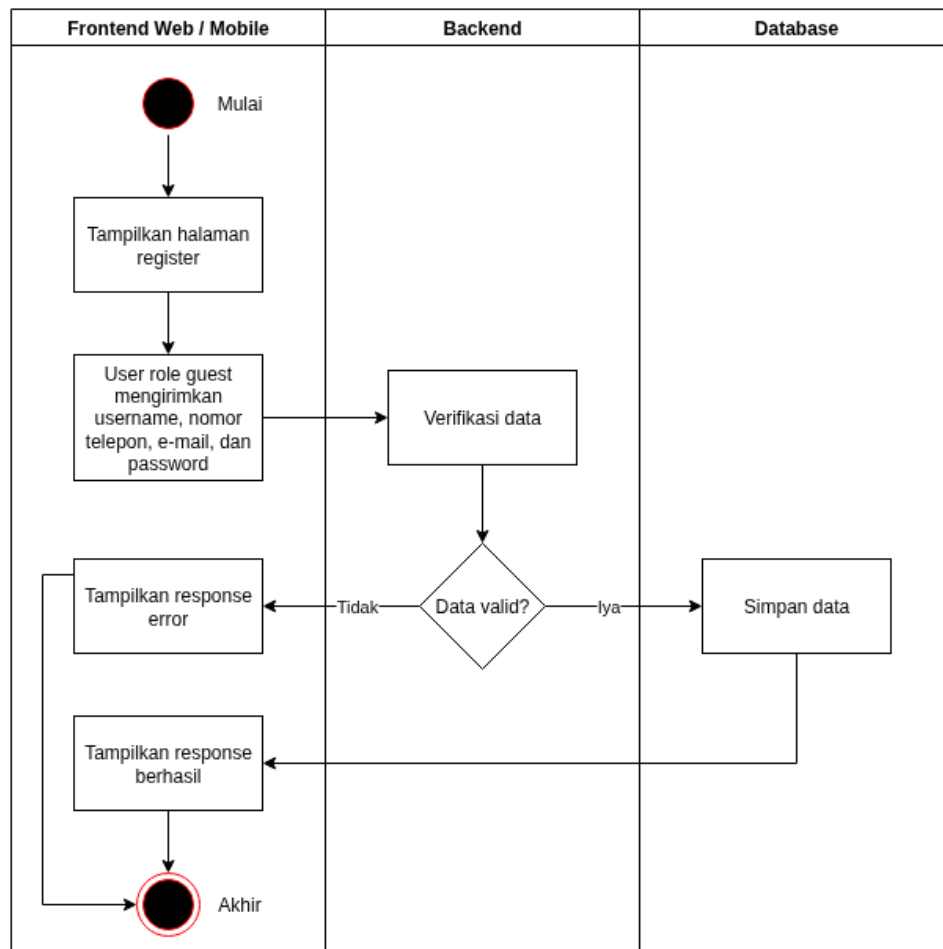 Frontend Web / Mobile
Backend
Database
Mulai
Tampilkan halaman
register
User role guest
mengirimkan
username, nomor
telepon, e-mail, dan
password
Verifikasi data
Tampilkan response
error
Tidak
Data valid?
Iya
Simpan data
Tampilkan response
berhasil
Akhir